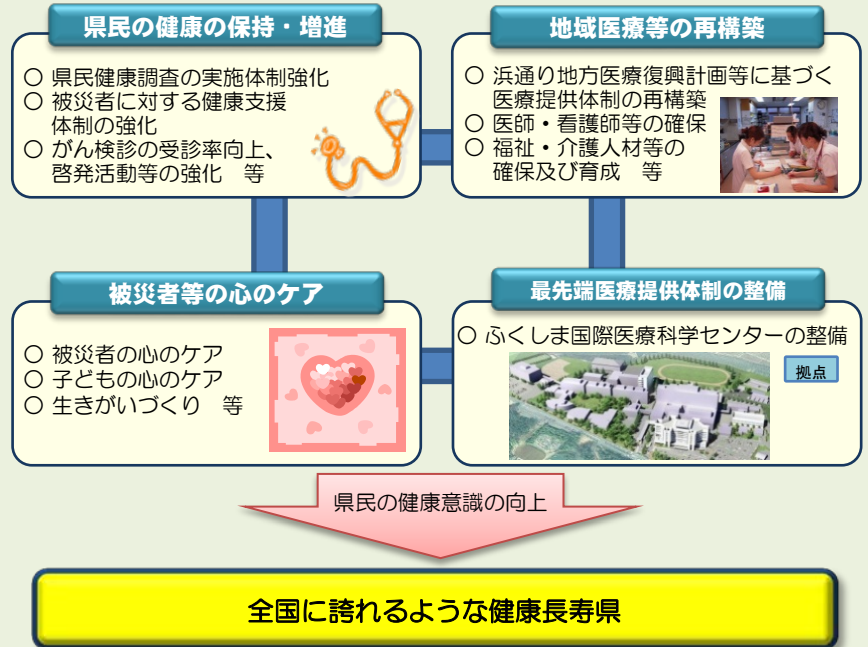 県民の健康の保持・増進
○ 県民健康調査の実施体制強化
○ 被災者に対する健康支援
体制の強化
○ がん検診の受診率向上、
啓発活動等の強化　等
地域医療等の再構築
○ 浜通り地方医療復興計画等に基づく
医療提供体制の再構築
○ 医師・看護師等の確保
○ 福祉・介護人材等の
確保及び育成　等
被災者等の心のケア
○ 被災者の心のケア
○ 子どもの心のケア
○ 生きがいづくり　等
最先端医療提供体制の整備
○ ふくしま国際医療科学センターの整備
拠点
県民の健康意識の向上
全国に誇れるような健康長寿県